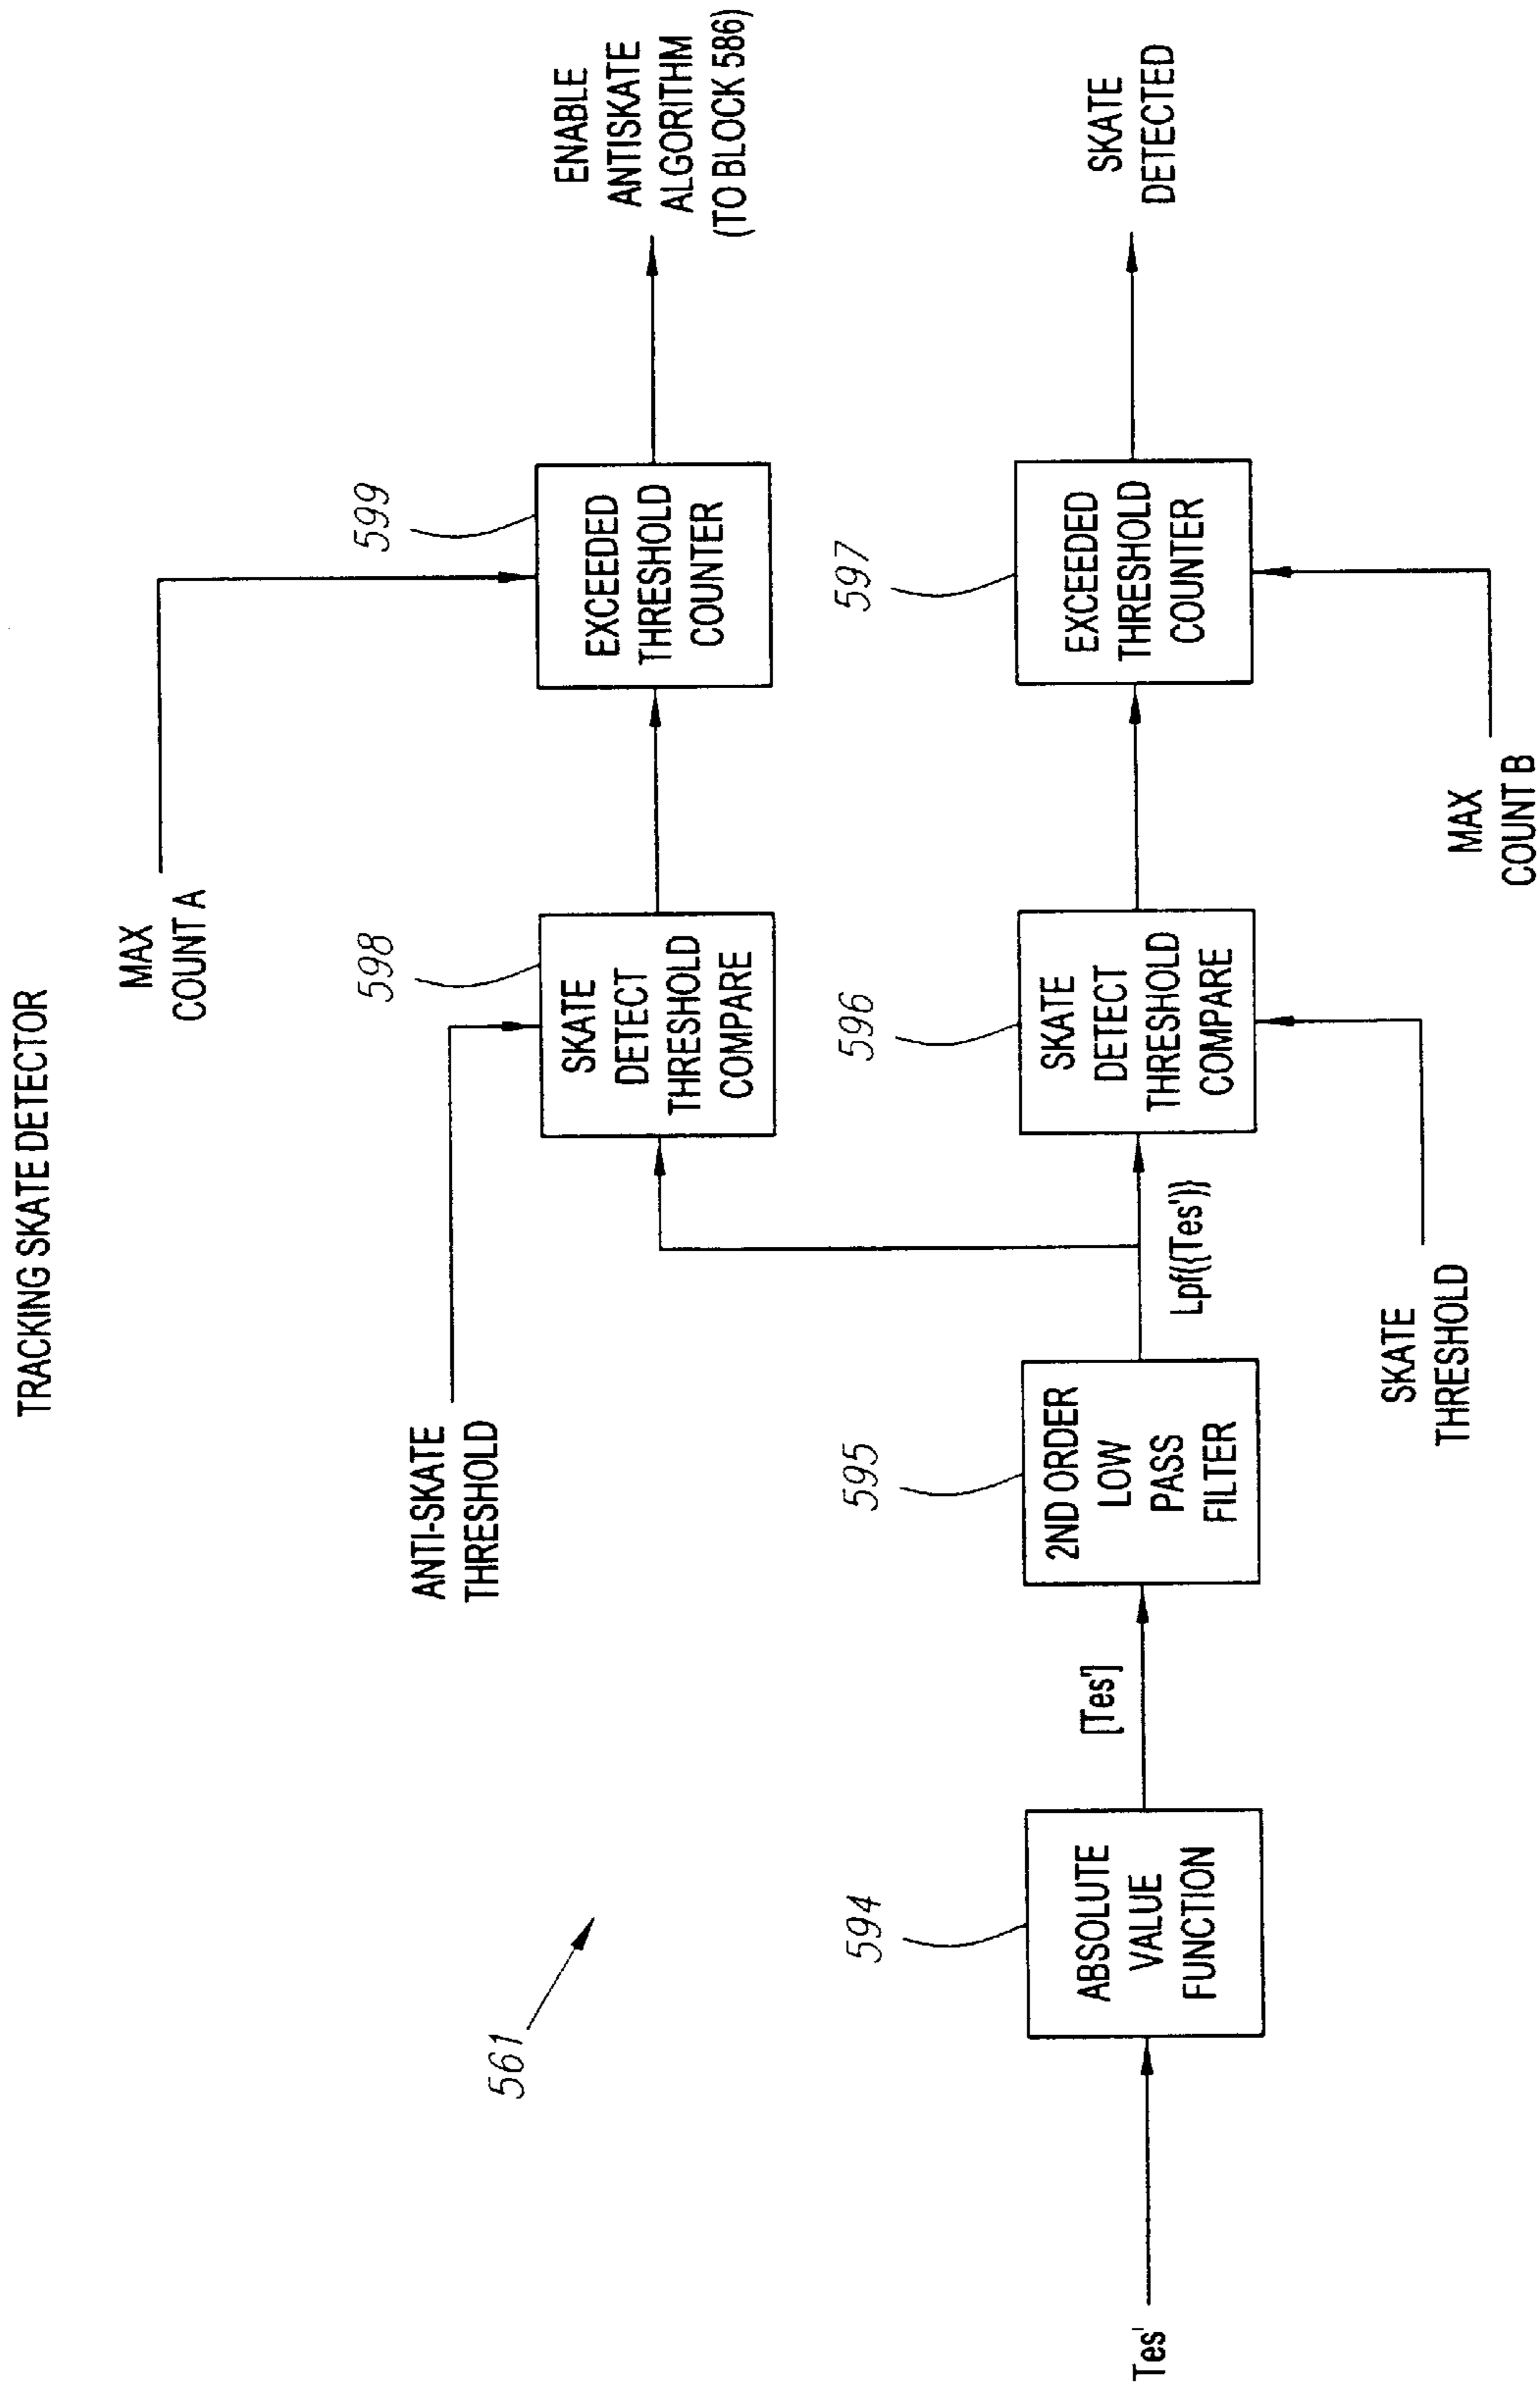 TRACKING SKATE DETECTOR
MAX
COUNT A
ANTI-SKATE
THRESHOLD
598
SKATE
DETECT
THRESHOLD
COMPARE
599
EXCEEDED
THRESHOLD
COUNTER
ENABLE
ANTISKATE
ALGORITHM
(TO BLOCK 586)
561
Tes'
594
ABSOLUTE
VALUE
FUNCTION
[Tes']
595
2ND ORDER
LOW
PASS
FILTER
Lpf({Tes')}
596
SKATE
DETECT
THRESHOLD
COMPARE
597
EXCEEDED
THRESHOLD
COUNTER
SKATE
DETECTED
SKATE
THRESHOLD
MAX
COUNT B